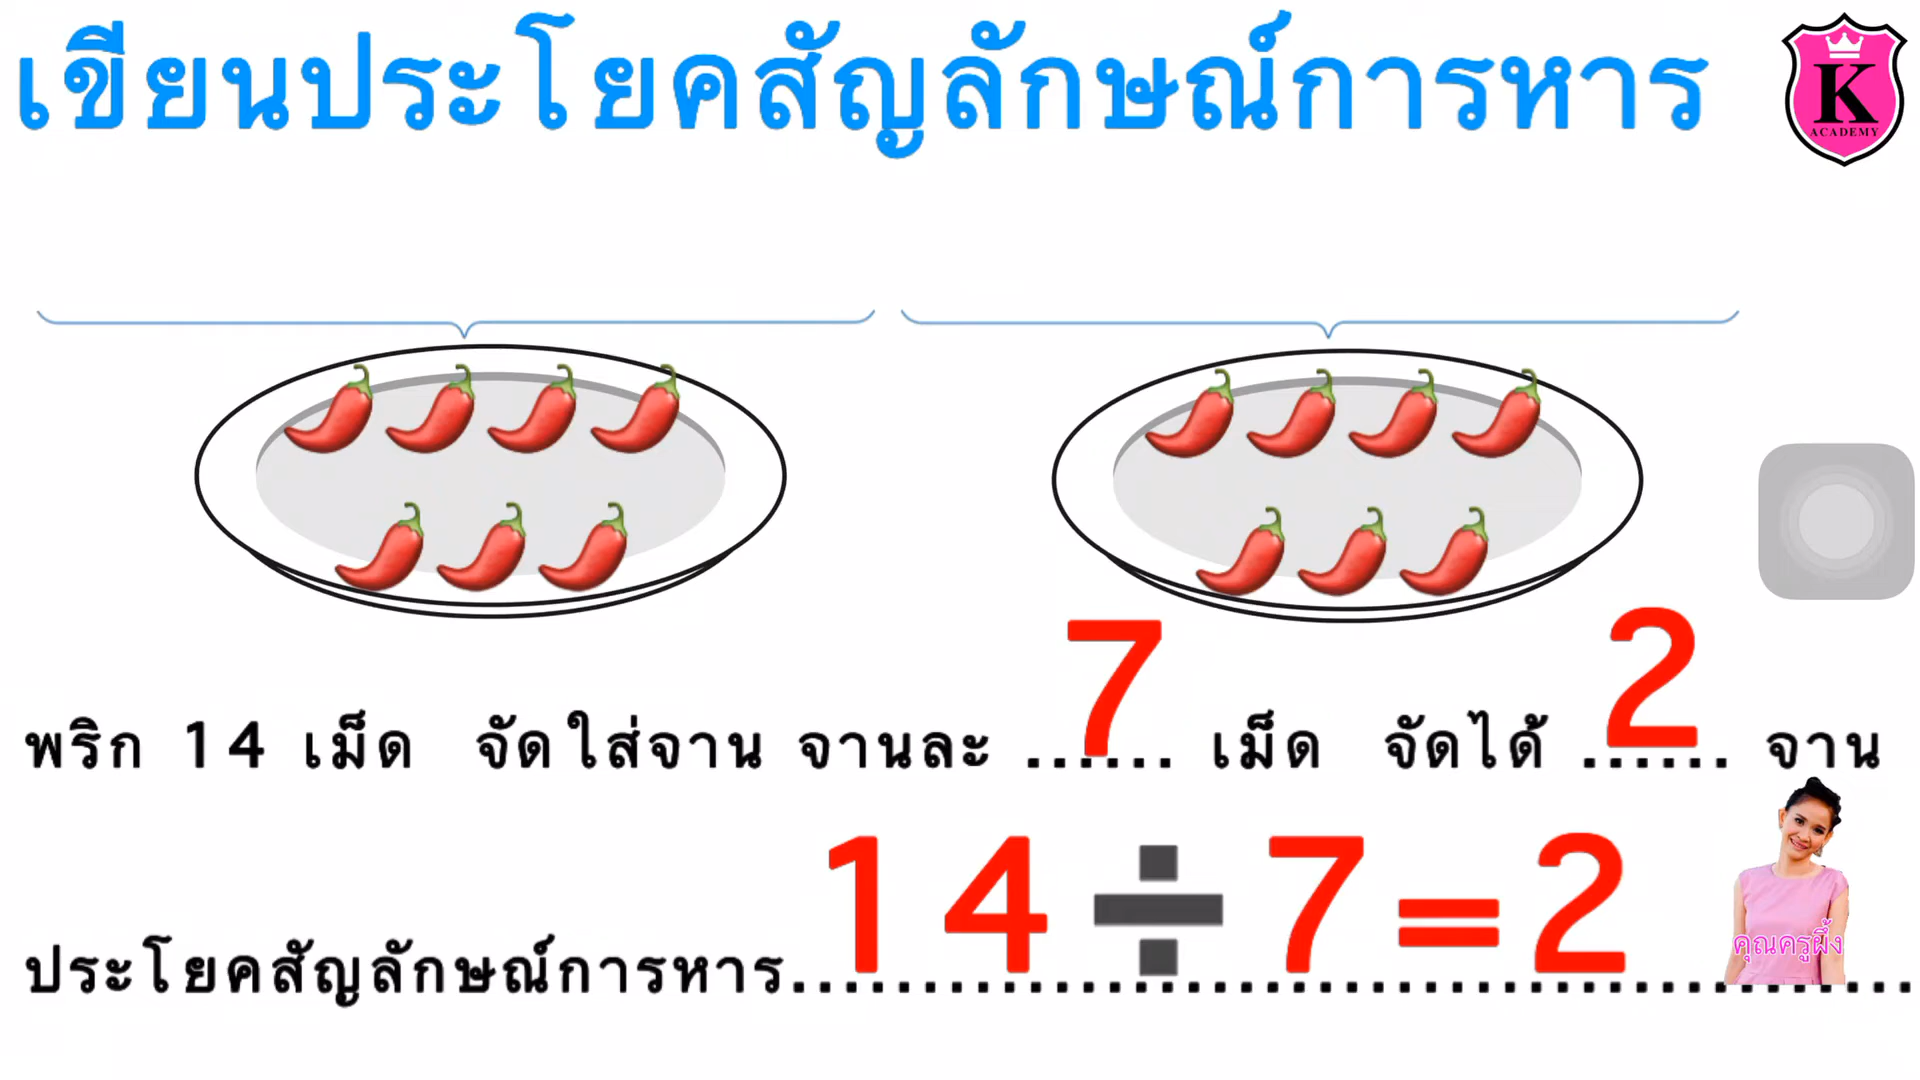 เขียนประโยคสัญลักษณ์การหาร
K
ACADEMY
พริก 14 เม็ด จัดใส่จาน จานละ ...7... เม็ด จัดได้ ...2... จาน
ประโยคสัญลักษณ์การหาร.....14÷7=2.....
คุณครูผึ้ง